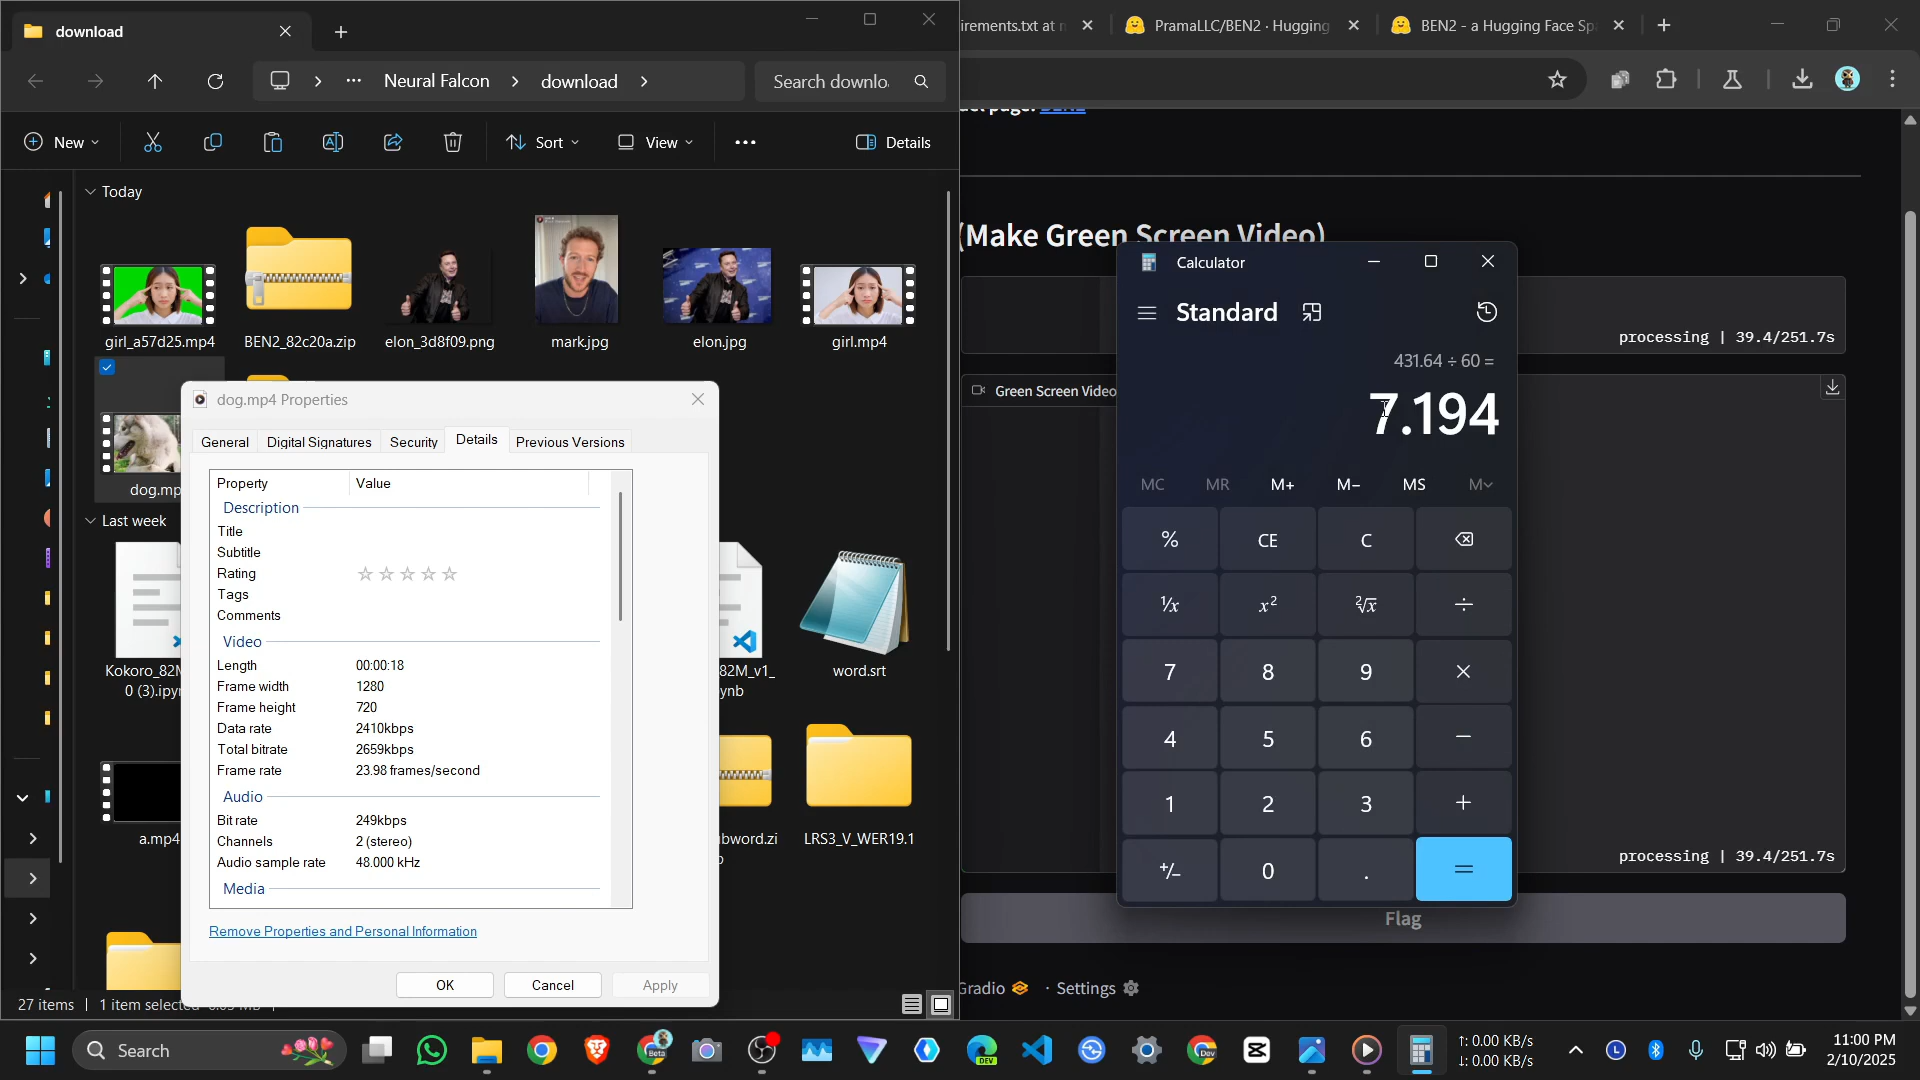 download
Neural Falcon
download
Search downlo
New
Sort
View
Details
Today
girl_a57d25.mp4
BEN2_82c20a.zip
elon_3d8f09.png
mark.jpg
elon.jpg
girl.mp4
dog.mp
Last week
Kokoro_82M
0 (3).ipyn
82M_v1_
ynb
word.srt
a.mp4
bword.zi
p
LRS3_V_WER19.1
27 items
1 item selected
dog.mp4 Properties
General
Digital Signatures
Security
Details
Previous Versions
Property Value
Description
Title
Subtitle
Rating
Tags
Comments
Video
Length 00:00:18
Frame width 1280
Frame height 720
Data rate 2410kbps
Total bitrate 2659kbps
Frame rate 23.98 frames/second
Audio
Bit rate 249kbps
Channels 2 (stereo)
Audio sample rate 48.000 kHz
Media
Remove Properties and Personal Information
OK
Cancel
Apply
irements.txt at r
PramaLLC/BEN2 · Hugging
BEN2 - a Hugging Face Sp
page: BEN2
(Make Green Screen Video)
processing | 39.4/251.7s
Green Screen Video
processing | 39.4/251.7s
Flag
Gradio
· Settings
Calculator
Standard
431.64 ÷ 60 =
7.194
MC MR M+ M− MS M
% CE C
¹/x x² ²√x ÷
7 8 9 ×
4 5 6 −
1 2 3 +
+/− 0 . =
Search
Beta
DEV
Dev
↑: 0.00 KB/s
↓: 0.00 KB/s
L
11:00 PM
2/10/2025